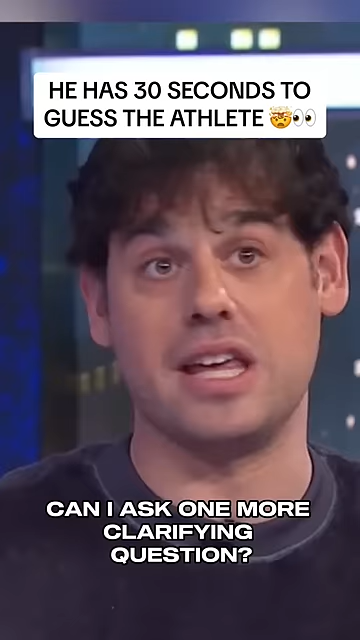 HE HAS 30 SECONDS TO
GUESS THE ATHLETE 🤯👀
CAN I ASK ONE MORE
CLARIFYING
QUESTION?